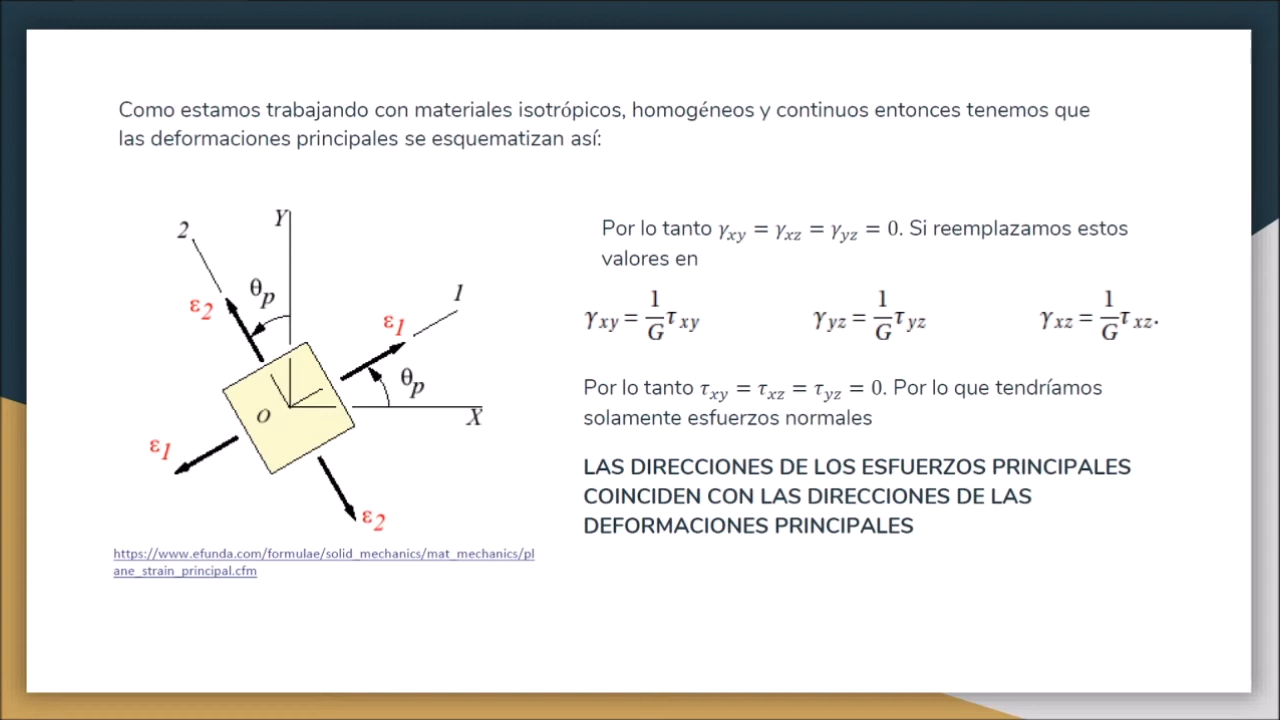 Como estamos trabajando con materiales isotrópicos, homogéneos y continuos entonces tenemos que
las deformaciones principales se esquematizan así:
2
Y
ε2
θp
1
ε1
θp
O
X
ε1
ε2
https://www.efunda.com/formulae/solid_mechanics/mat_mechanics/pl
ane_strain_principal.cfm
Por lo tanto γxy = γxz = γyz = 0. Si reemplazamos estos
valores en
γxy = 1/G τxy γyz = 1/G τyz γxz = 1/G τxz.
Por lo tanto τxy = τxz = τyz = 0. Por lo que tendríamos
solamente esfuerzos normales
LAS DIRECCIONES DE LOS ESFUERZOS PRINCIPALES
COINCIDEN CON LAS DIRECCIONES DE LAS
DEFORMACIONES PRINCIPALES